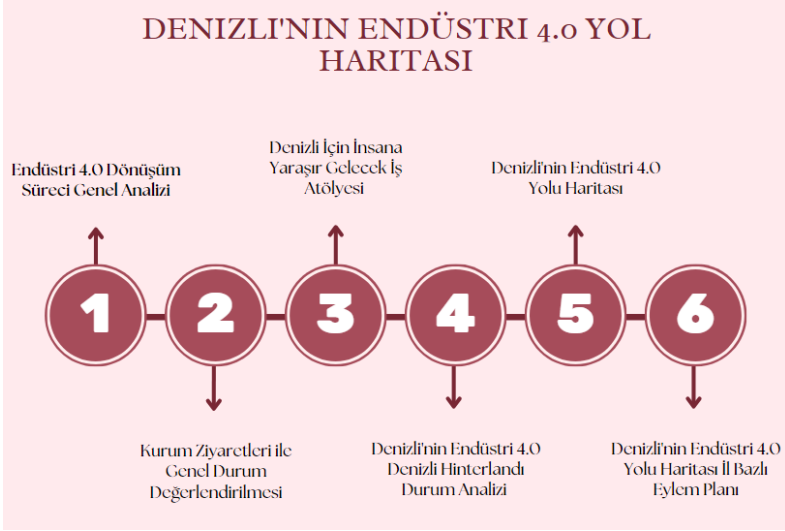 DENIZLI'NIN ENDÜSTRI 4.0 YOL
HARITASI
Endüstri 4.0 Dönüşüm
Süreci Genel Analizi
1
Kurum Ziyaretleri ile
Genel Durum
Değerlendirilmesi
2
Denizli İçin İnsana
Yaraşır Gelecek İş
Atölyesi
3
Denizli'nin Endüstri 4.0
Denizli Hinterlandı
Durum Analizi
4
Denizli'nin Endüstri 4.0
Yolu Haritası
5
Denizli'nin Endüstri 4.0
Yolu Haritası İl Bazlı
Eylem Planı
6